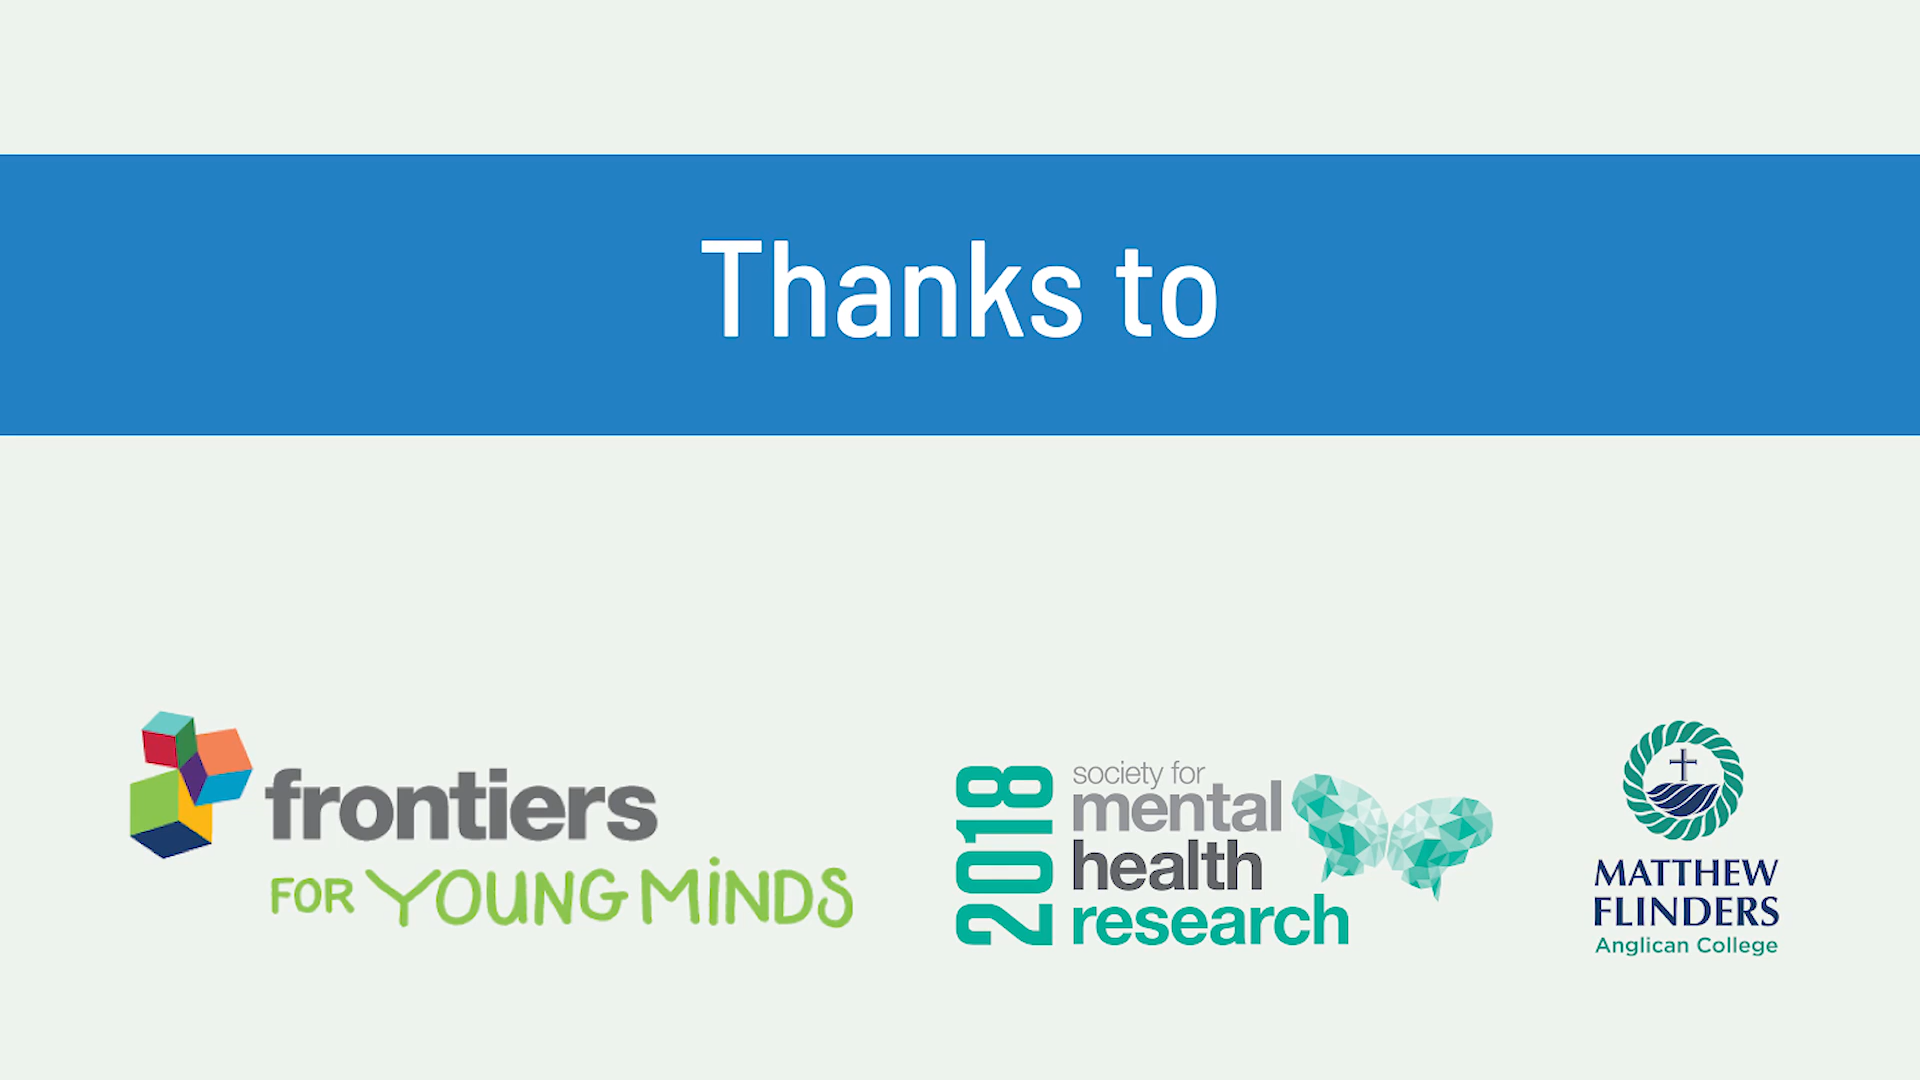 Thanks to
frontiers
FOR YOUNG MINDS
2018
society for
mental
health
research
MATTHEW
FLINDERS
Anglican College